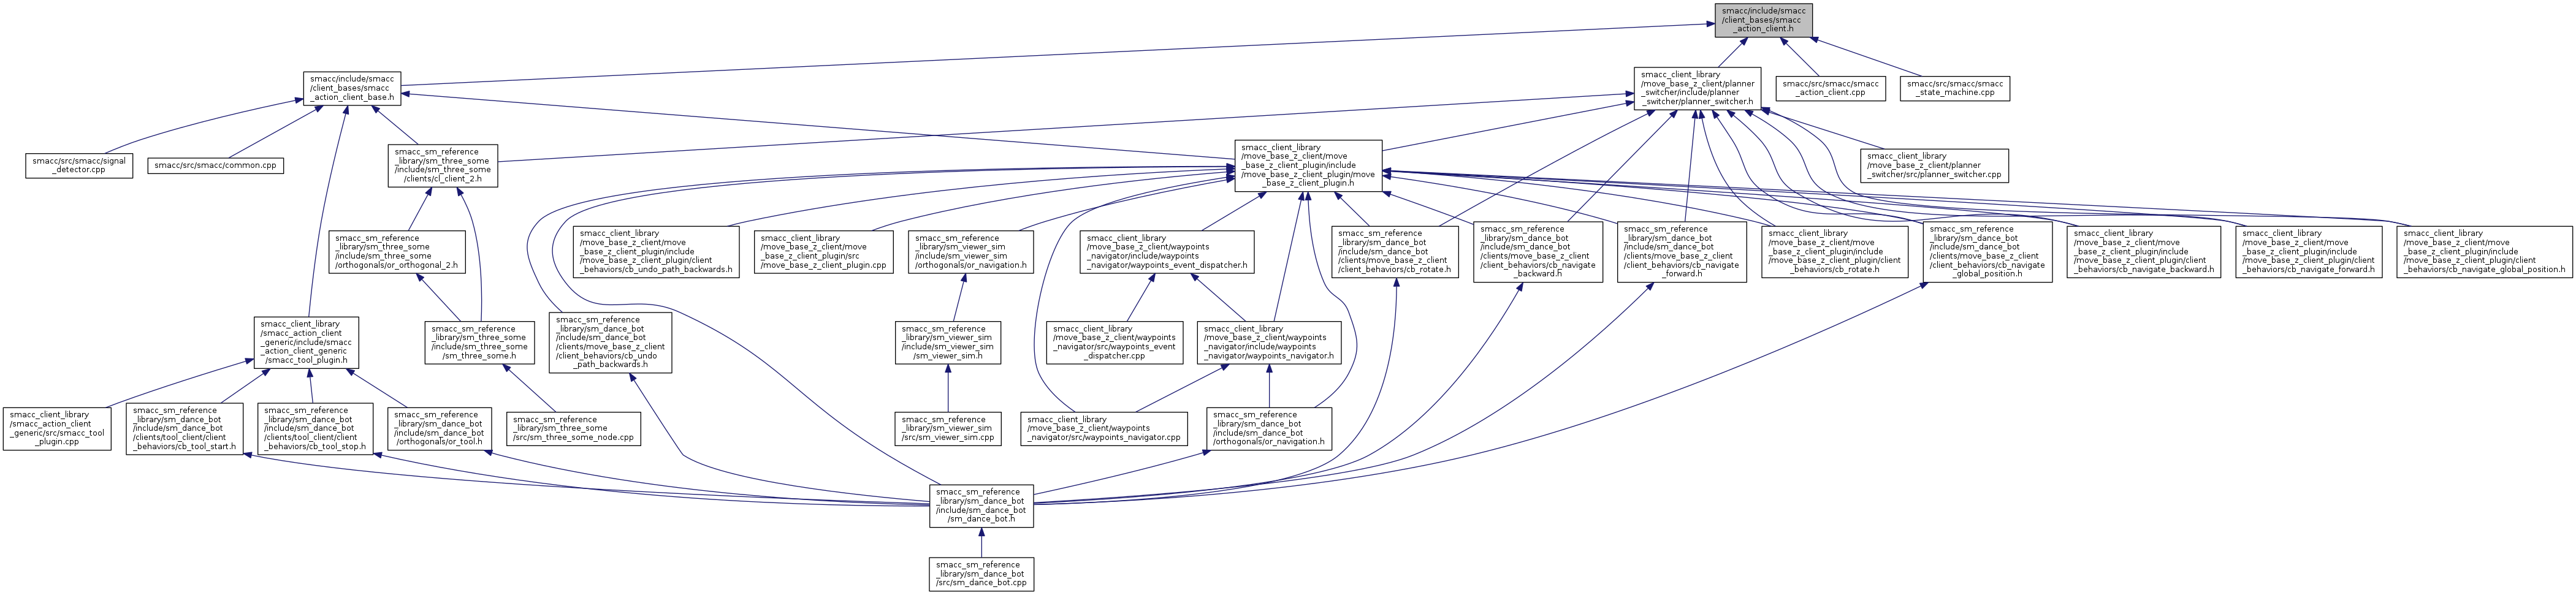 smacc/include/smacc
/client_bases/smacc
_action_client.h
smacc/include/smacc
/client_bases/smacc
_action_client_base.h
smacc_client_library
/move_base_z_client/planner
_switcher/include/planner
_switcher/planner_switcher.h
smacc/src/smacc/smacc
_action_client.cpp
smacc/src/smacc/smacc
_state_machine.cpp
smacc/src/smacc/signal
_detector.cpp
smacc/src/smacc/common.cpp
smacc_sm_reference
_library/sm_three_some
/include/sm_three_some
/clients/cl_client_2.h
smacc_client_library
/move_base_z_client/move
_base_z_client_plugin/include
/move_base_z_client_plugin/move
_base_z_client_plugin.h
smacc_client_library
/move_base_z_client/planner
_switcher/src/planner_switcher.cpp
smacc_sm_reference
_library/sm_three_some
/include/sm_three_some
/orthogonals/or_orthogonal_2.h
smacc_client_library
/move_base_z_client/move
_base_z_client_plugin/include
/move_base_z_client_plugin/client
_behaviors/cb_undo_path_backwards.h
smacc_client_library
/move_base_z_client/move
_base_z_client_plugin/src
/move_base_z_client_plugin.cpp
smacc_sm_reference
_library/sm_viewer_sim
/include/sm_viewer_sim
/orthogonals/or_navigation.h
smacc_client_library
/move_base_z_client/waypoints
_navigator/include/waypoints
_navigator/waypoints_event_dispatcher.h
smacc_sm_reference
_library/sm_dance_bot
/include/sm_dance_bot
/clients/move_base_z_client
/client_behaviors/cb_rotate.h
smacc_sm_reference
_library/sm_dance_bot
/include/sm_dance_bot
/clients/move_base_z_client
/client_behaviors/cb_navigate
_backward.h
smacc_sm_reference
_library/sm_dance_bot
/include/sm_dance_bot
/clients/move_base_z_client
/client_behaviors/cb_navigate
_forward.h
smacc_client_library
/move_base_z_client/move
_base_z_client_plugin/include
/move_base_z_client_plugin/client
_behaviors/cb_rotate.h
smacc_sm_reference
_library/sm_dance_bot
/include/sm_dance_bot
/clients/move_base_z_client
/client_behaviors/cb_navigate
_global_position.h
smacc_client_library
/move_base_z_client/move
_base_z_client_plugin/include
/move_base_z_client_plugin/client
_behaviors/cb_navigate_backward.h
smacc_client_library
/move_base_z_client/move
_base_z_client_plugin/include
/move_base_z_client_plugin/client
_behaviors/cb_navigate_forward.h
smacc_client_library
/move_base_z_client/move
_base_z_client_plugin/include
/move_base_z_client_plugin/client
_behaviors/cb_navigate_global_position.h
smacc_client_library
/smacc_action_client
_generic/include/smacc
_action_client_generic
/smacc_tool_plugin.h
smacc_sm_reference
_library/sm_three_some
/include/sm_three_some
/sm_three_some.h
smacc_sm_reference
_library/sm_dance_bot
/include/sm_dance_bot
/clients/move_base_z_client
/client_behaviors/cb_undo
_path_backwards.h
smacc_sm_reference
_library/sm_viewer_sim
/include/sm_viewer_sim
/sm_viewer_sim.h
smacc_client_library
/move_base_z_client/waypoints
_navigator/src/waypoints_event
_dispatcher.cpp
smacc_client_library
/move_base_z_client/waypoints
_navigator/include/waypoints
_navigator/waypoints_navigator.h
smacc_client_library
/smacc_action_client
_generic/src/smacc_tool
_plugin.cpp
smacc_sm_reference
_library/sm_dance_bot
/include/sm_dance_bot
/clients/tool_client/client
_behaviors/cb_tool_start.h
smacc_sm_reference
_library/sm_dance_bot
/include/sm_dance_bot
/clients/tool_client/client
_behaviors/cb_tool_stop.h
smacc_sm_reference
_library/sm_dance_bot
/include/sm_dance_bot
/orthogonals/or_tool.h
smacc_sm_reference
_library/sm_three_some
/src/sm_three_some_node.cpp
smacc_sm_reference
_library/sm_viewer_sim
/src/sm_viewer_sim.cpp
smacc_client_library
/move_base_z_client/waypoints
_navigator/src/waypoints_navigator.cpp
smacc_sm_reference
_library/sm_dance_bot
/include/sm_dance_bot
/orthogonals/or_navigation.h
smacc_sm_reference
_library/sm_dance_bot
/include/sm_dance_bot
/sm_dance_bot.h
smacc_sm_reference
_library/sm_dance_bot
/src/sm_dance_bot.cpp